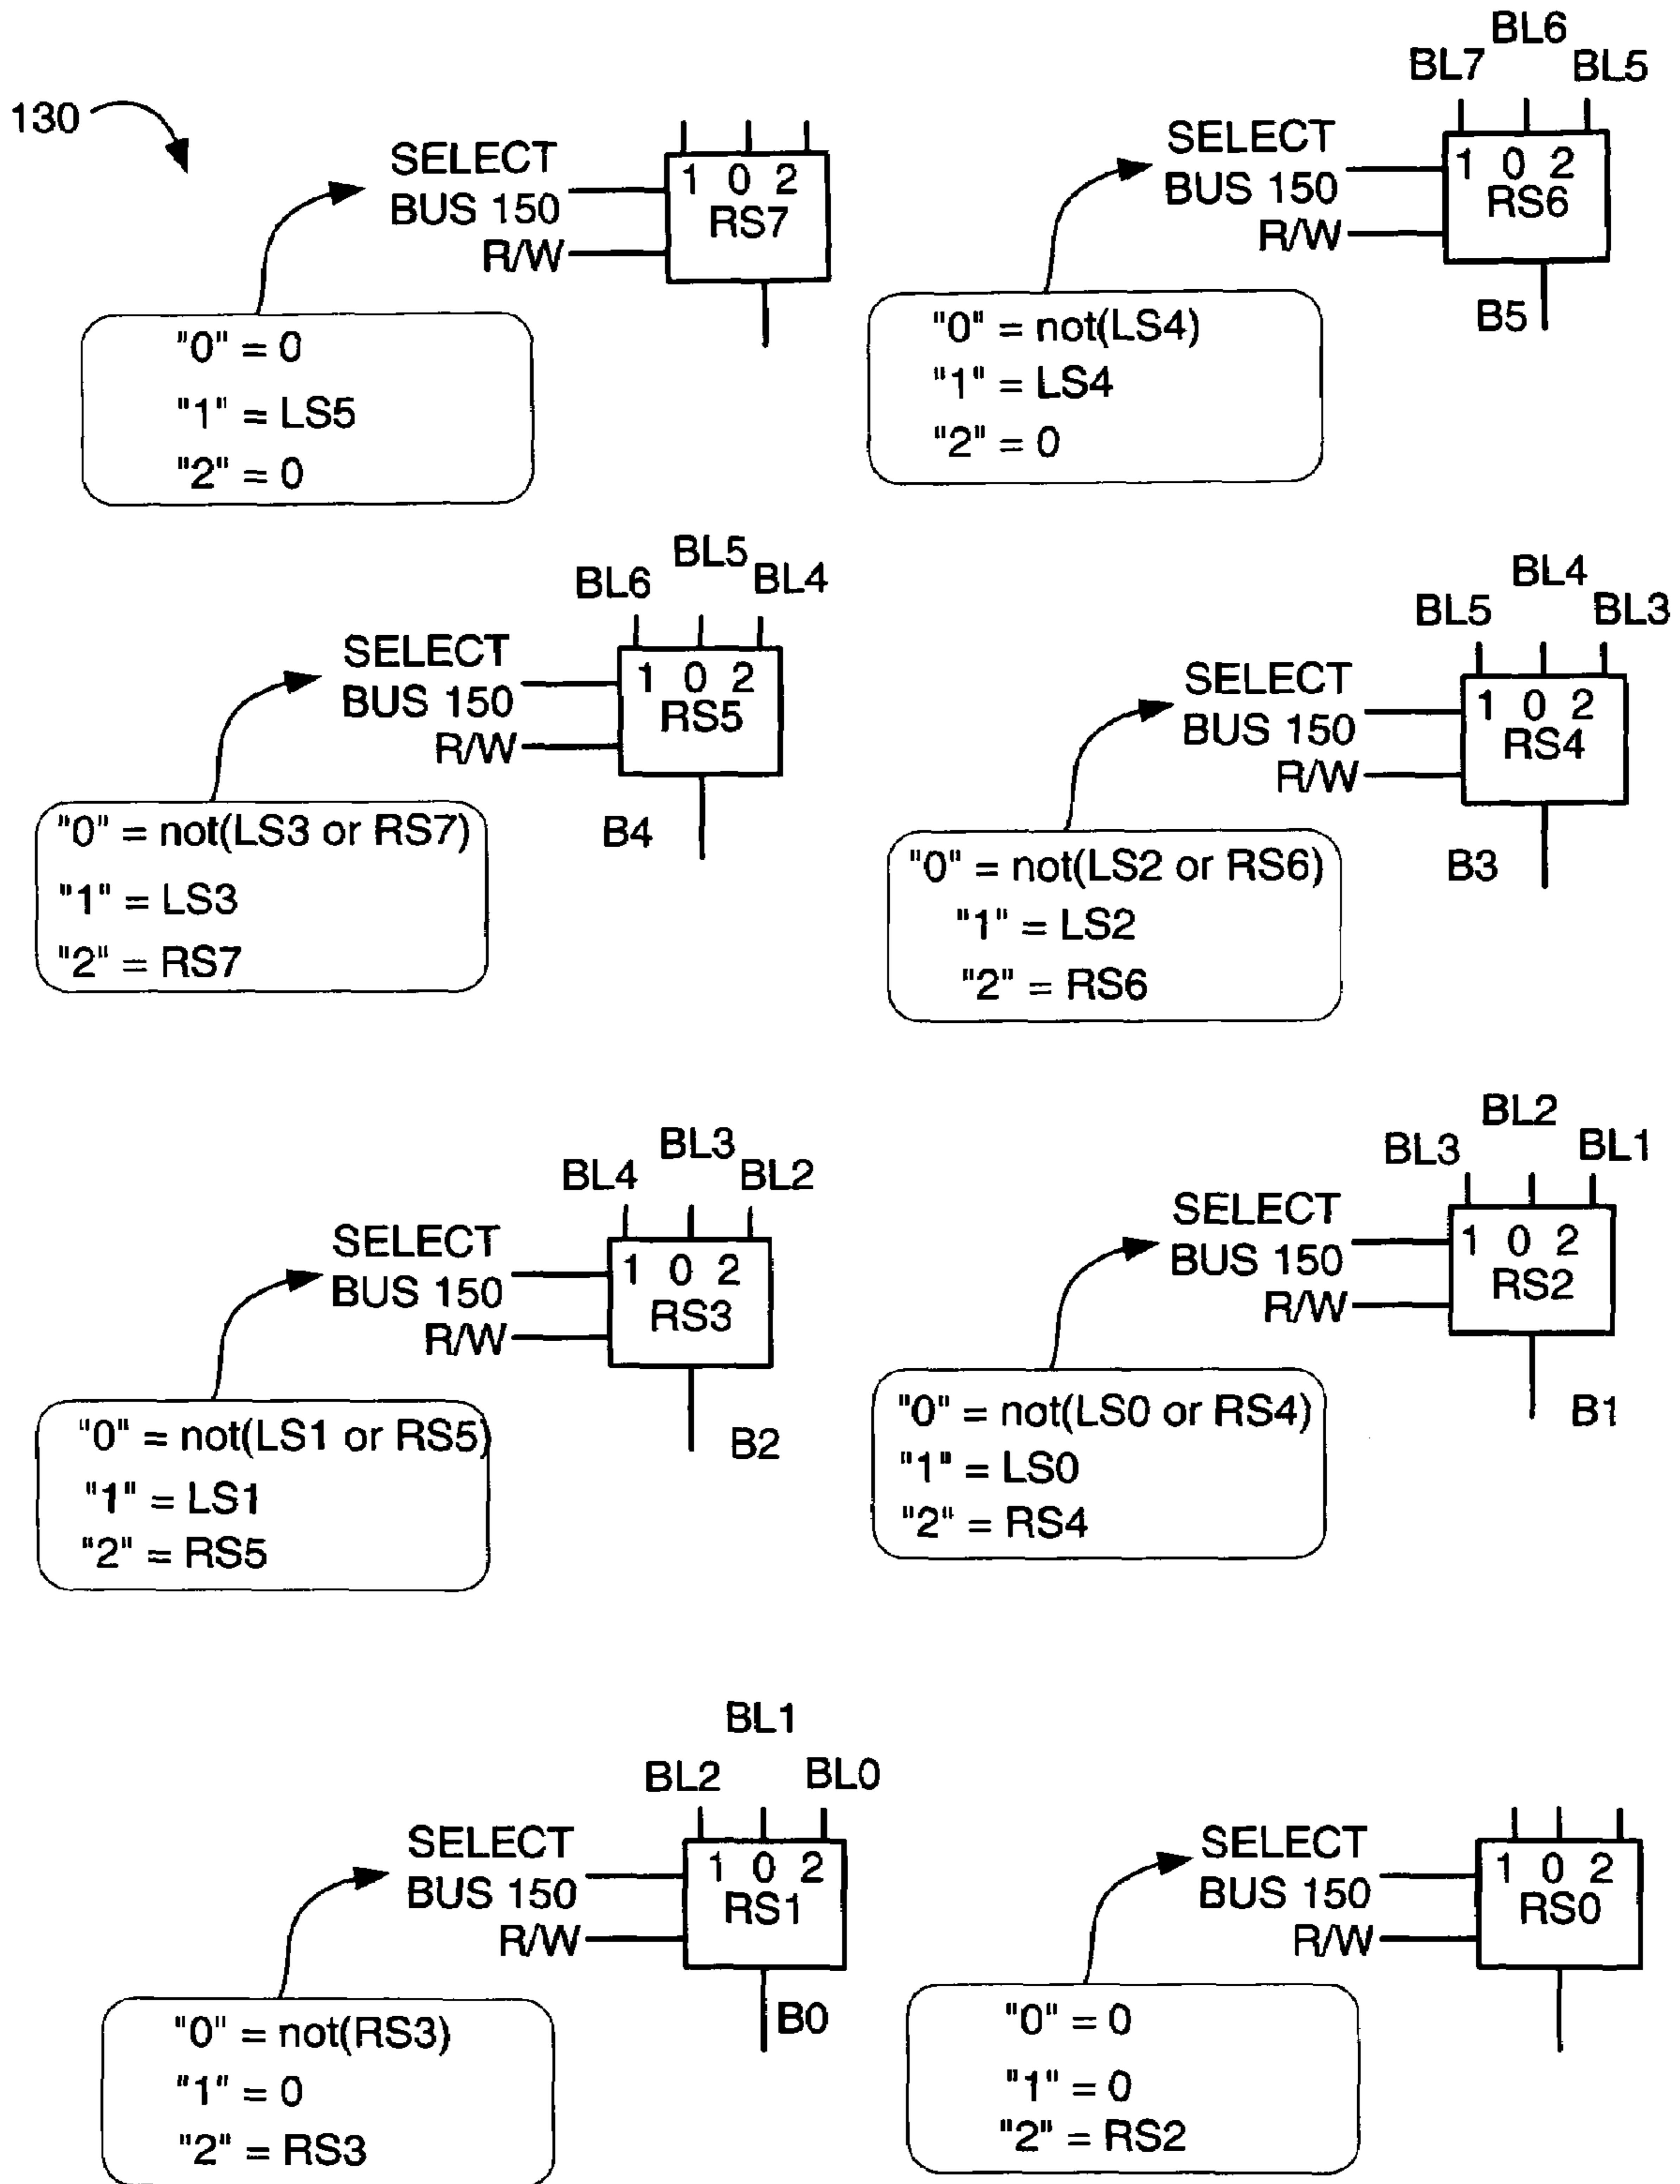 130
SELECT
BUS 150
R/W
1 0 2
RS7
"0" = 0
"1" = LS5
"2" = 0
BL6
BL7 BL5
SELECT
BUS 150
R/W
1 0 2
RS6
B5
"0" = not(LS4)
"1" = LS4
"2" = 0
BL5
BL6 BL4
SELECT
BUS 150
R/W
1 0 2
RS5
B4
"0" = not(LS3 or RS7)
"1" = LS3
"2" = RS7
BL4
BL5 BL3
SELECT
BUS 150
R/W
1 0 2
RS4
B3
"0" = not(LS2 or RS6)
"1" = LS2
"2" = RS6
BL3
BL4 BL2
SELECT
BUS 150
R/W
1 0 2
RS3
B2
"0" = not(LS1 or RS5)
"1" = LS1
"2" = RS5
BL2
BL3 BL1
SELECT
BUS 150
R/W
1 0 2
RS2
B1
"0" = not(LS0 or RS4)
"1" = LS0
"2" = RS4
BL1
BL2 BL0
SELECT
BUS 150
R/W
1 0 2
RS1
B0
"0" = not(RS3)
"1" = 0
"2" = RS3
SELECT
BUS 150
R/W
1 0 2
RS0
"0" = 0
"1" = 0
"2" = RS2